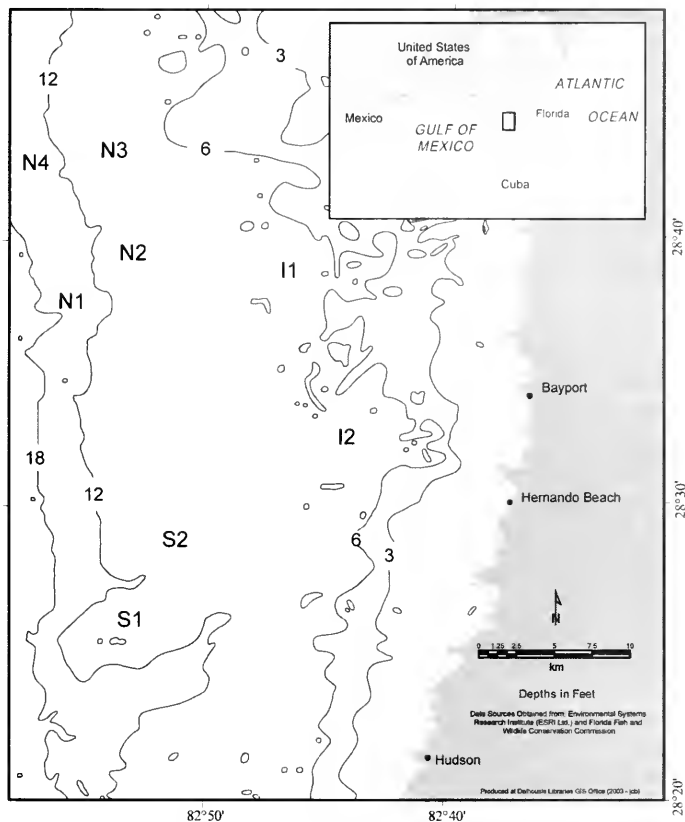 3
12
N4
N3
6
N2
I1
N1
I2
18
12
S2
6
3
S1
United States
of America
ATLANTIC
Mexico
Florida
OCEAN
GULF OF
MEXICO
Cuba
28°40'
Bayport
Hernando Beach
28°30'
N
0 1.25 2.5 5 7.5 10
km
Depths in Feet
Data Sources Obtained from: Environmental Systems
Research Institute (ESRI Ltd.) and Florida Fish and
Wildlife Conservation Commission
Hudson
Produced at Dalhousie Libraries GIS Office (2003 - jcb)
28°20'
82°50'
82°40'